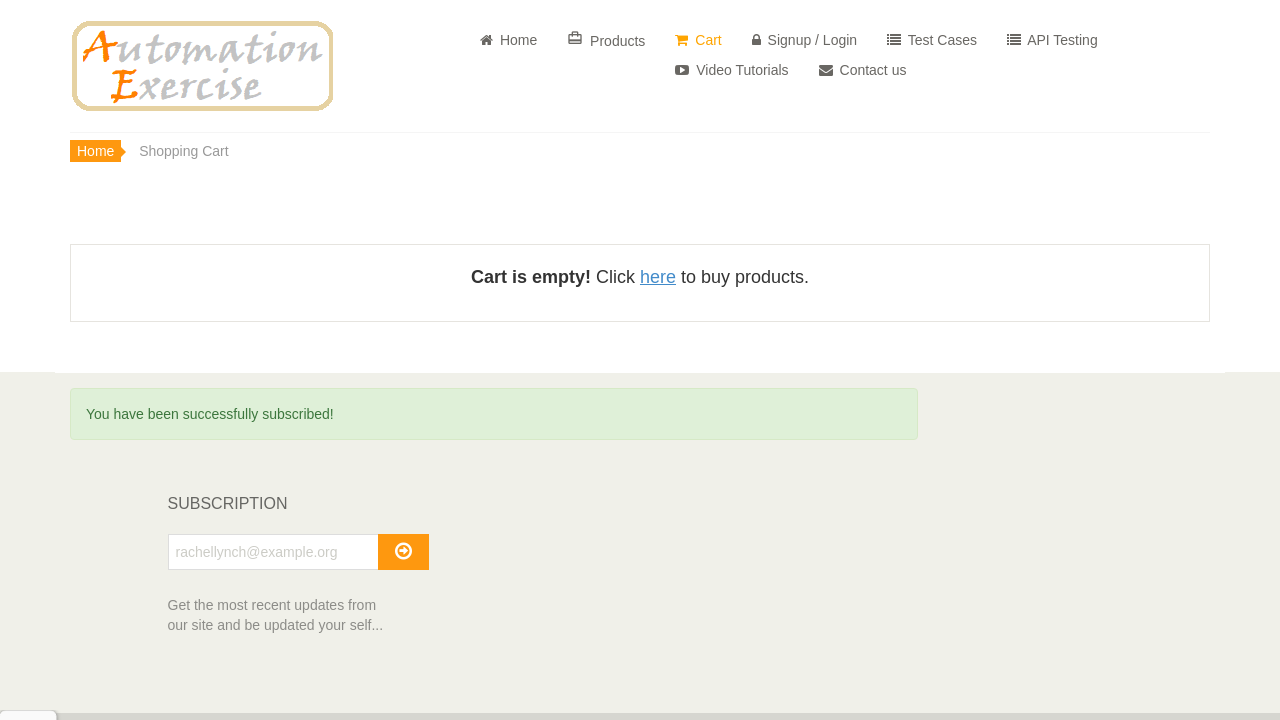 Automation
Exercise
Home
Products
Cart
Signup / Login
Test Cases
API Testing
Video Tutorials
Contact us
Home
Shopping Cart
Cart is empty! Click here to buy products.
You have been successfully subscribed!
SUBSCRIPTION
rachellynch@example.org
Get the most recent updates from
our site and be updated your self...